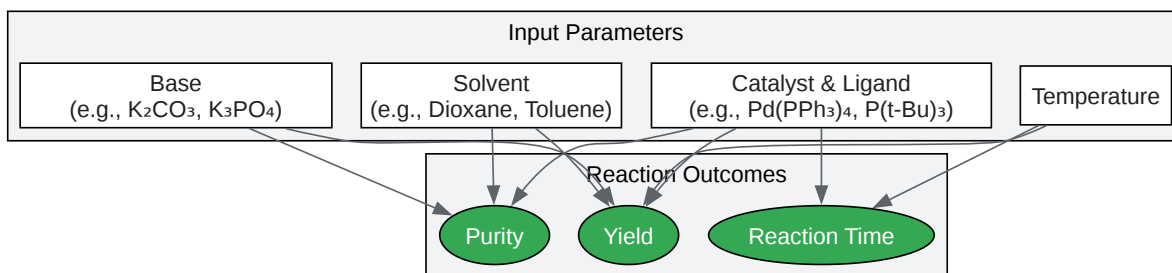 Input Parameters
Base
(e.g., K₂CO₃, K₃PO₄)
Solvent
(e.g., Dioxane, Toluene)
Catalyst & Ligand
(e.g., Pd(PPh₃)₄, P(t-Bu)₃)
Temperature
Reaction Outcomes
Purity
Yield
Reaction Time